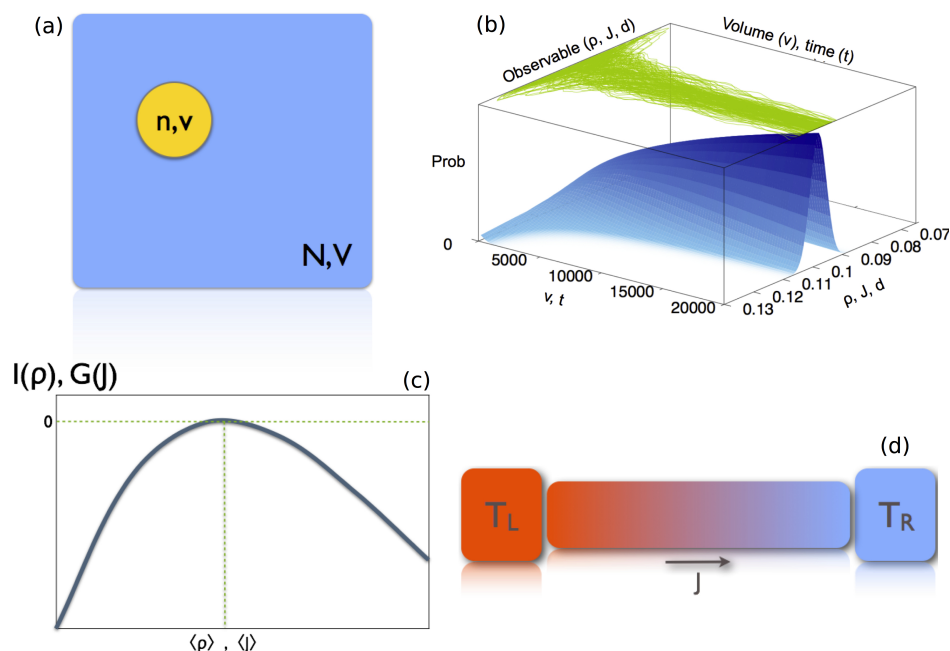 (a)
n,v
N,V
(b)
Observable (ρ, J, d)
Volume (v), time (t)
Prob
0
5000
10000
15000
20000
v, t
0.13
0.12
0.11
0.1
0.09
0.08
0.07
ρ, J, d
I(ρ), G(J)
(c)
0
⟨ρ⟩ , ⟨J⟩
(d)
T_L
T_R
J